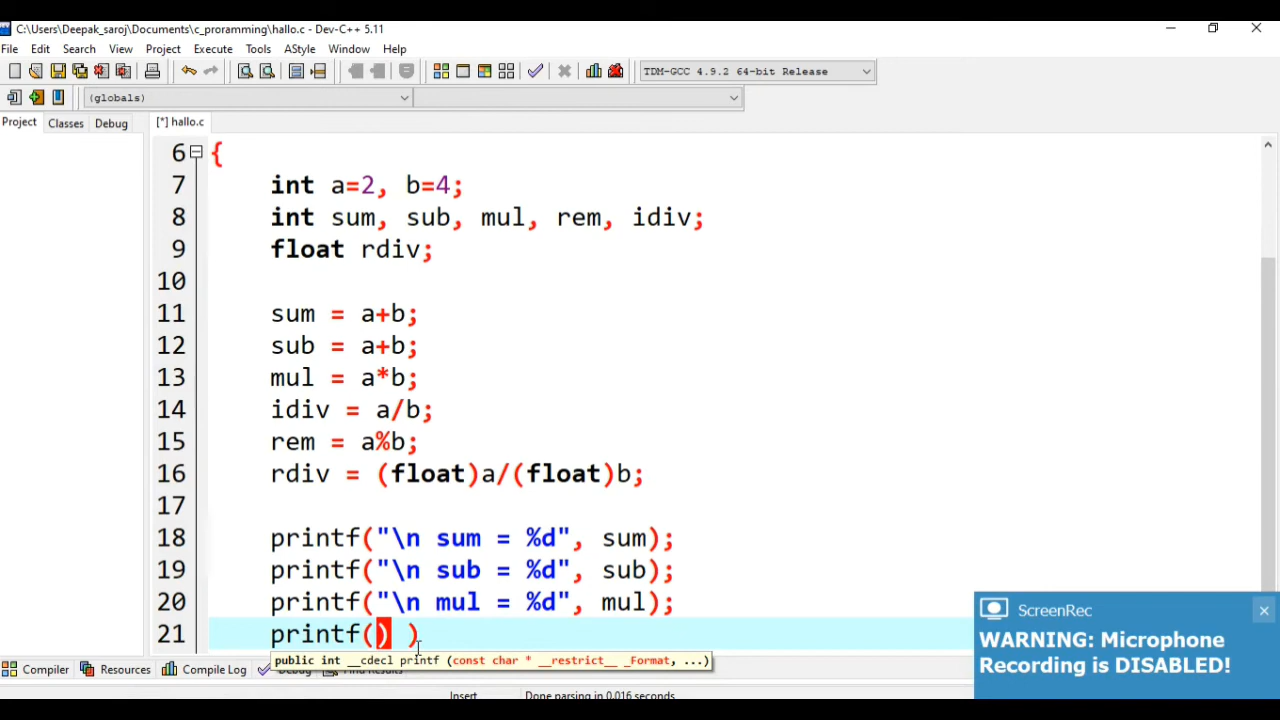 C:\Users\Deepak_saroj\Documents\c_proramming\hallo.c - Dev-C++ 5.11
File Edit Search View Project Execute Tools AStyle Window Help
TDM-GCC 4.9.2 64-bit Release
(globals)
Project Classes Debug
[*] hallo.c
6 {
7 int a=2, b=4;
8 int sum, sub, mul, rem, idiv;
9 float rdiv;
10
11 sum = a+b;
12 sub = a+b;
13 mul = a*b;
14 idiv = a/b;
15 rem = a%b;
16 rdiv = (float)a/(float)b;
17
18 printf("\n sum = %d", sum);
19 printf("\n sub = %d", sub);
20 printf("\n mul = %d", mul);
21 printf() )
public int __cdecl printf (const char * __restrict__ _Format, ...)
Compiler Resources Compile Log Debug Find Results
Insert Done parsing in 0.016 seconds
ScreenRec
WARNING: Microphone
Recording is DISABLED!